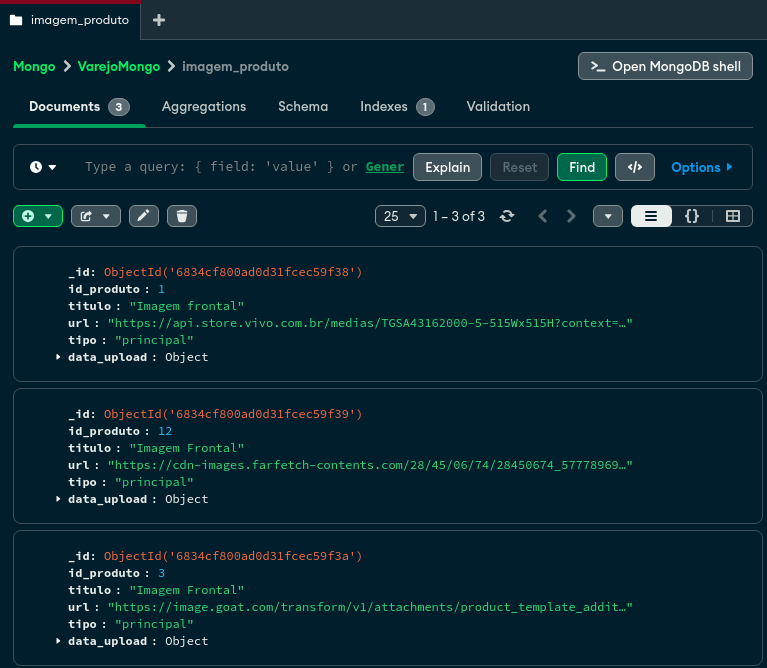 imagem_produto
Mongo > VarejoMongo > imagem_produto
>_ Open MongoDB shell
Documents 3 Aggregations Schema Indexes 1 Validation
Type a query: { field: 'value' } or Gener Explain Reset Find </> Options
25 1 – 3 of 3 {}
_id: ObjectId('6834cf800ad0d31fcec59f38')
id_produto : 1
titulo : "Imagem frontal"
url : "https://api.store.vivo.com.br/medias/TGSA43162000-5-515Wx515H?context=…"
tipo : "principal"
data_upload : Object
_id: ObjectId('6834cf800ad0d31fcec59f39')
id_produto : 12
titulo : "Imagem Frontal"
url : "https://cdn-images.farfetch-contents.com/28/45/06/74/28450674_57778969…"
tipo : "principal"
data_upload : Object
_id: ObjectId('6834cf800ad0d31fcec59f3a')
id_produto : 3
titulo : "Imagem Frontal"
url : "https://image.goat.com/transform/v1/attachments/product_template_addit…"
tipo : "principal"
data_upload : Object